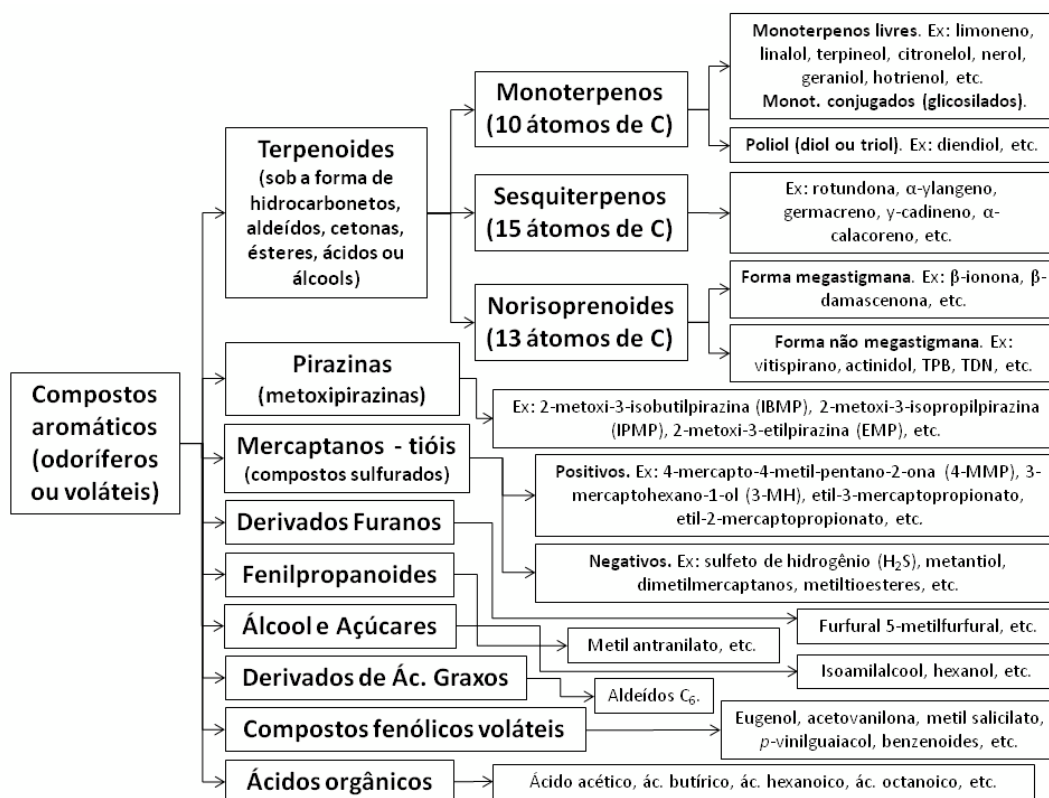 Compostos
aromáticos
(odoríferos
ou voláteis)
Terpenoides
(sob a forma de
hidrocarbonetos,
aldeídos, cetonas,
ésteres, ácidos ou
álcools)
Monoterpenos
(10 átomos de C)
Monoterpenos livres. Ex: limoneno,
linalol, terpineol, citronelol, nerol,
geraniol, hotrienol, etc.
Monot. conjugados (glicosilados).
Poliol (diol ou triol). Ex: diendiol, etc.
Sesquiterpenos
(15 átomos de C)
Ex: rotundona, α-ylangeno,
germacreno, γ-cadineno, α-
calacoreno, etc.
Norisoprenoides
(13 átomos de C)
Forma megastigmana. Ex: β-ionona, β-
damascenona, etc.
Forma não megastigmana. Ex:
vitispirano, actinidol, TPB, TDN, etc.
Pirazinas
(metoxipirazinas)
Ex: 2-metoxi-3-isobutilpirazina (IBMP), 2-metoxi-3-isopropilpirazina
(IPMP), 2-metoxi-3-etilpirazina (EMP), etc.
Mercaptanos - tióis
(compostos sulfurados)
Positivos. Ex: 4-mercapto-4-metil-pentano-2-ona (4-MMP), 3-
mercaptohexano-1-ol (3-MH), etil-3-mercaptopropionato,
etil-2-mercaptopropionato, etc.
Negativos. Ex: sulfeto de hidrogênio (H₂S), metantiol,
dimetilmercaptanos, metiltioesteres, etc.
Derivados Furanos
Furfural 5-metilfurfural, etc.
Fenilpropanoides
Metil antranilato, etc.
Álcool e Açúcares
Isoamilalcool, hexanol, etc.
Derivados de Ác. Graxos
Aldeídos C₆.
Compostos fenólicos voláteis
Eugenol, acetovanilona, metil salicilato,
p-vinilguaiacol, benzenoides, etc.
Ácidos orgânicos
Ácido acético, ác. butírico, ác. hexanoico, ác. octanoico, etc.